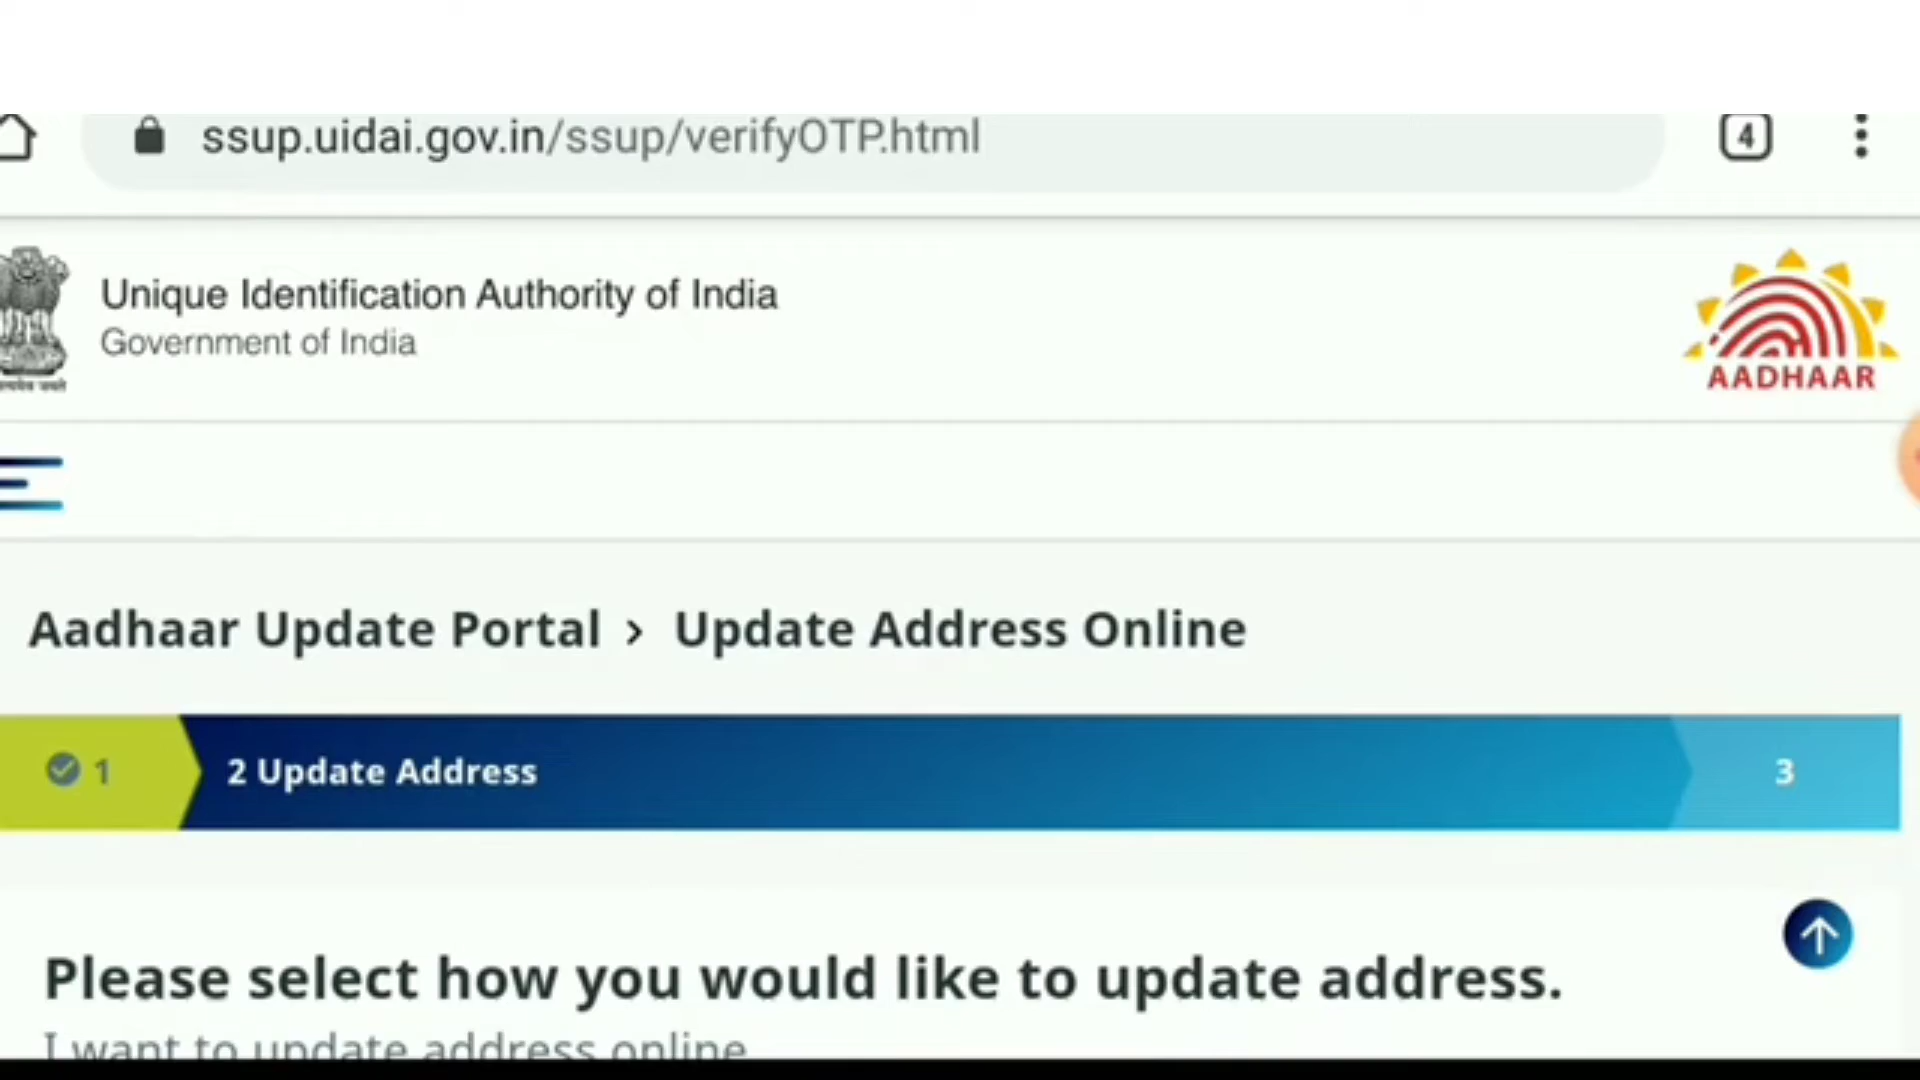 ssup.uidai.gov.in/ssup/verifyOTP.html
4
Unique Identification Authority of India
Government of India
AADHAAR
Aadhaar Update Portal › Update Address Online
1
2 Update Address
3
Please select how you would like to update address.
I want to update address online